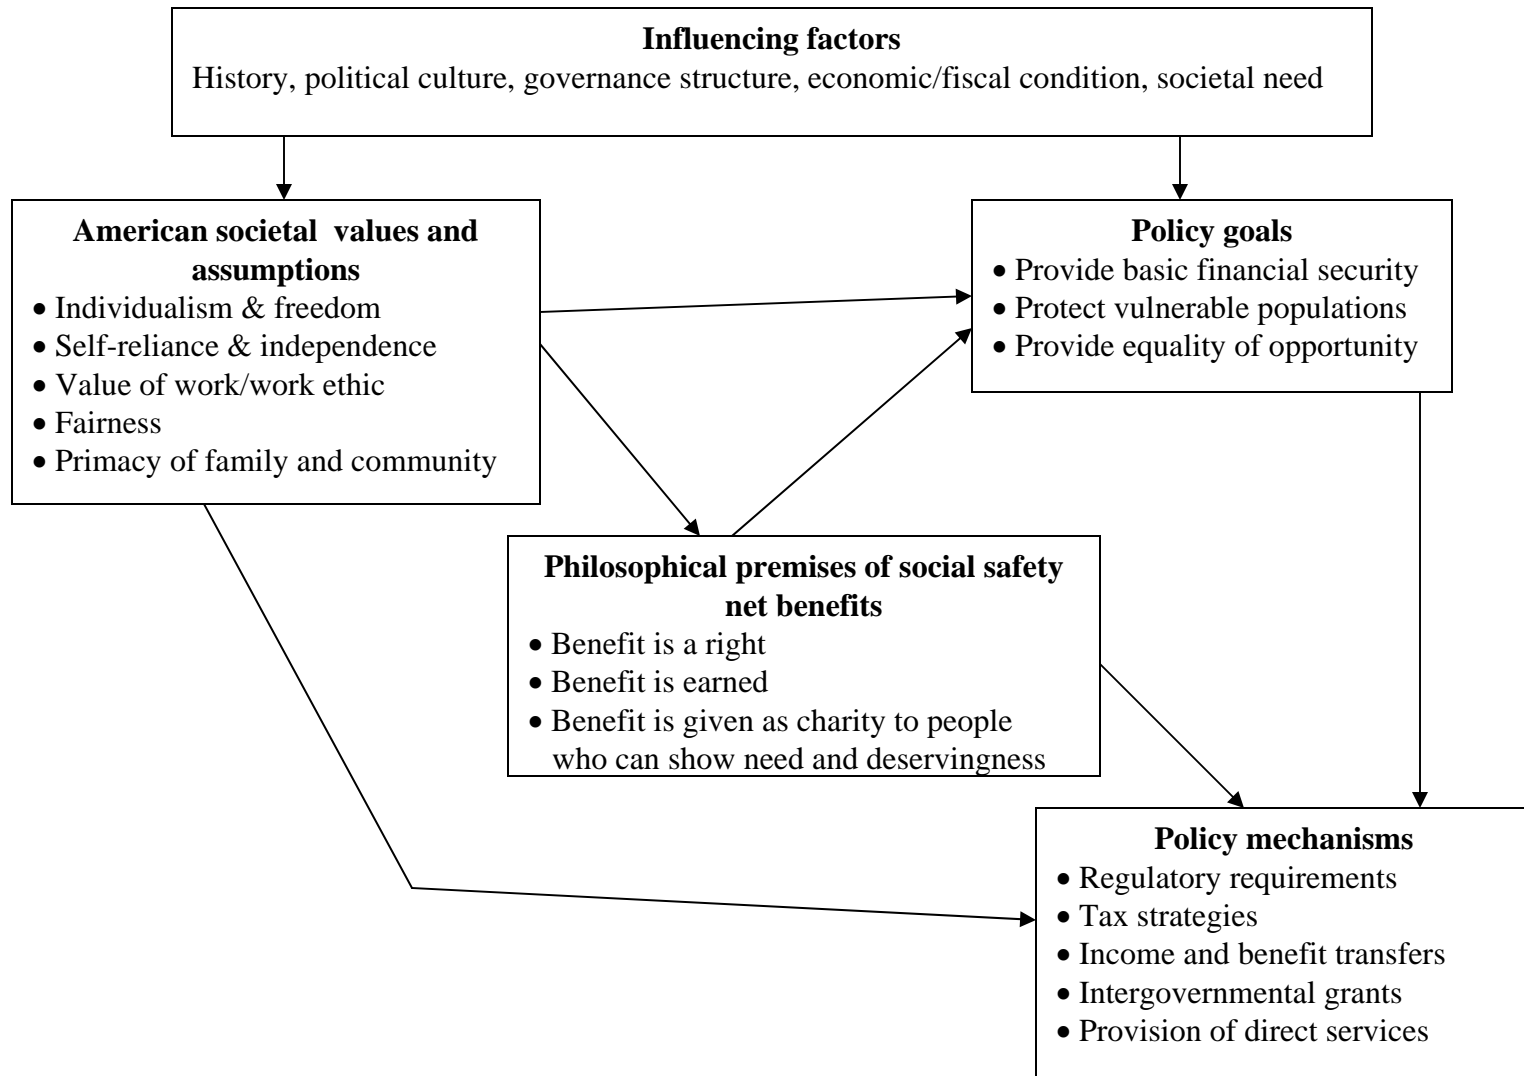 Influencing factors
History, political culture, governance structure, economic/fiscal condition, societal need
American societal  values and
assumptions
• Individualism & freedom
• Self-reliance & independence
• Value of work/work ethic
• Fairness
• Primacy of family and community
Policy goals
• Provide basic financial security
• Protect vulnerable populations
• Provide equality of opportunity
Philosophical premises of social safety
net benefits
• Benefit is a right
• Benefit is earned
• Benefit is given as charity to people
who can show need and deservingness
Policy mechanisms
• Regulatory requirements
• Tax strategies
• Income and benefit transfers
• Intergovernmental grants
• Provision of direct services